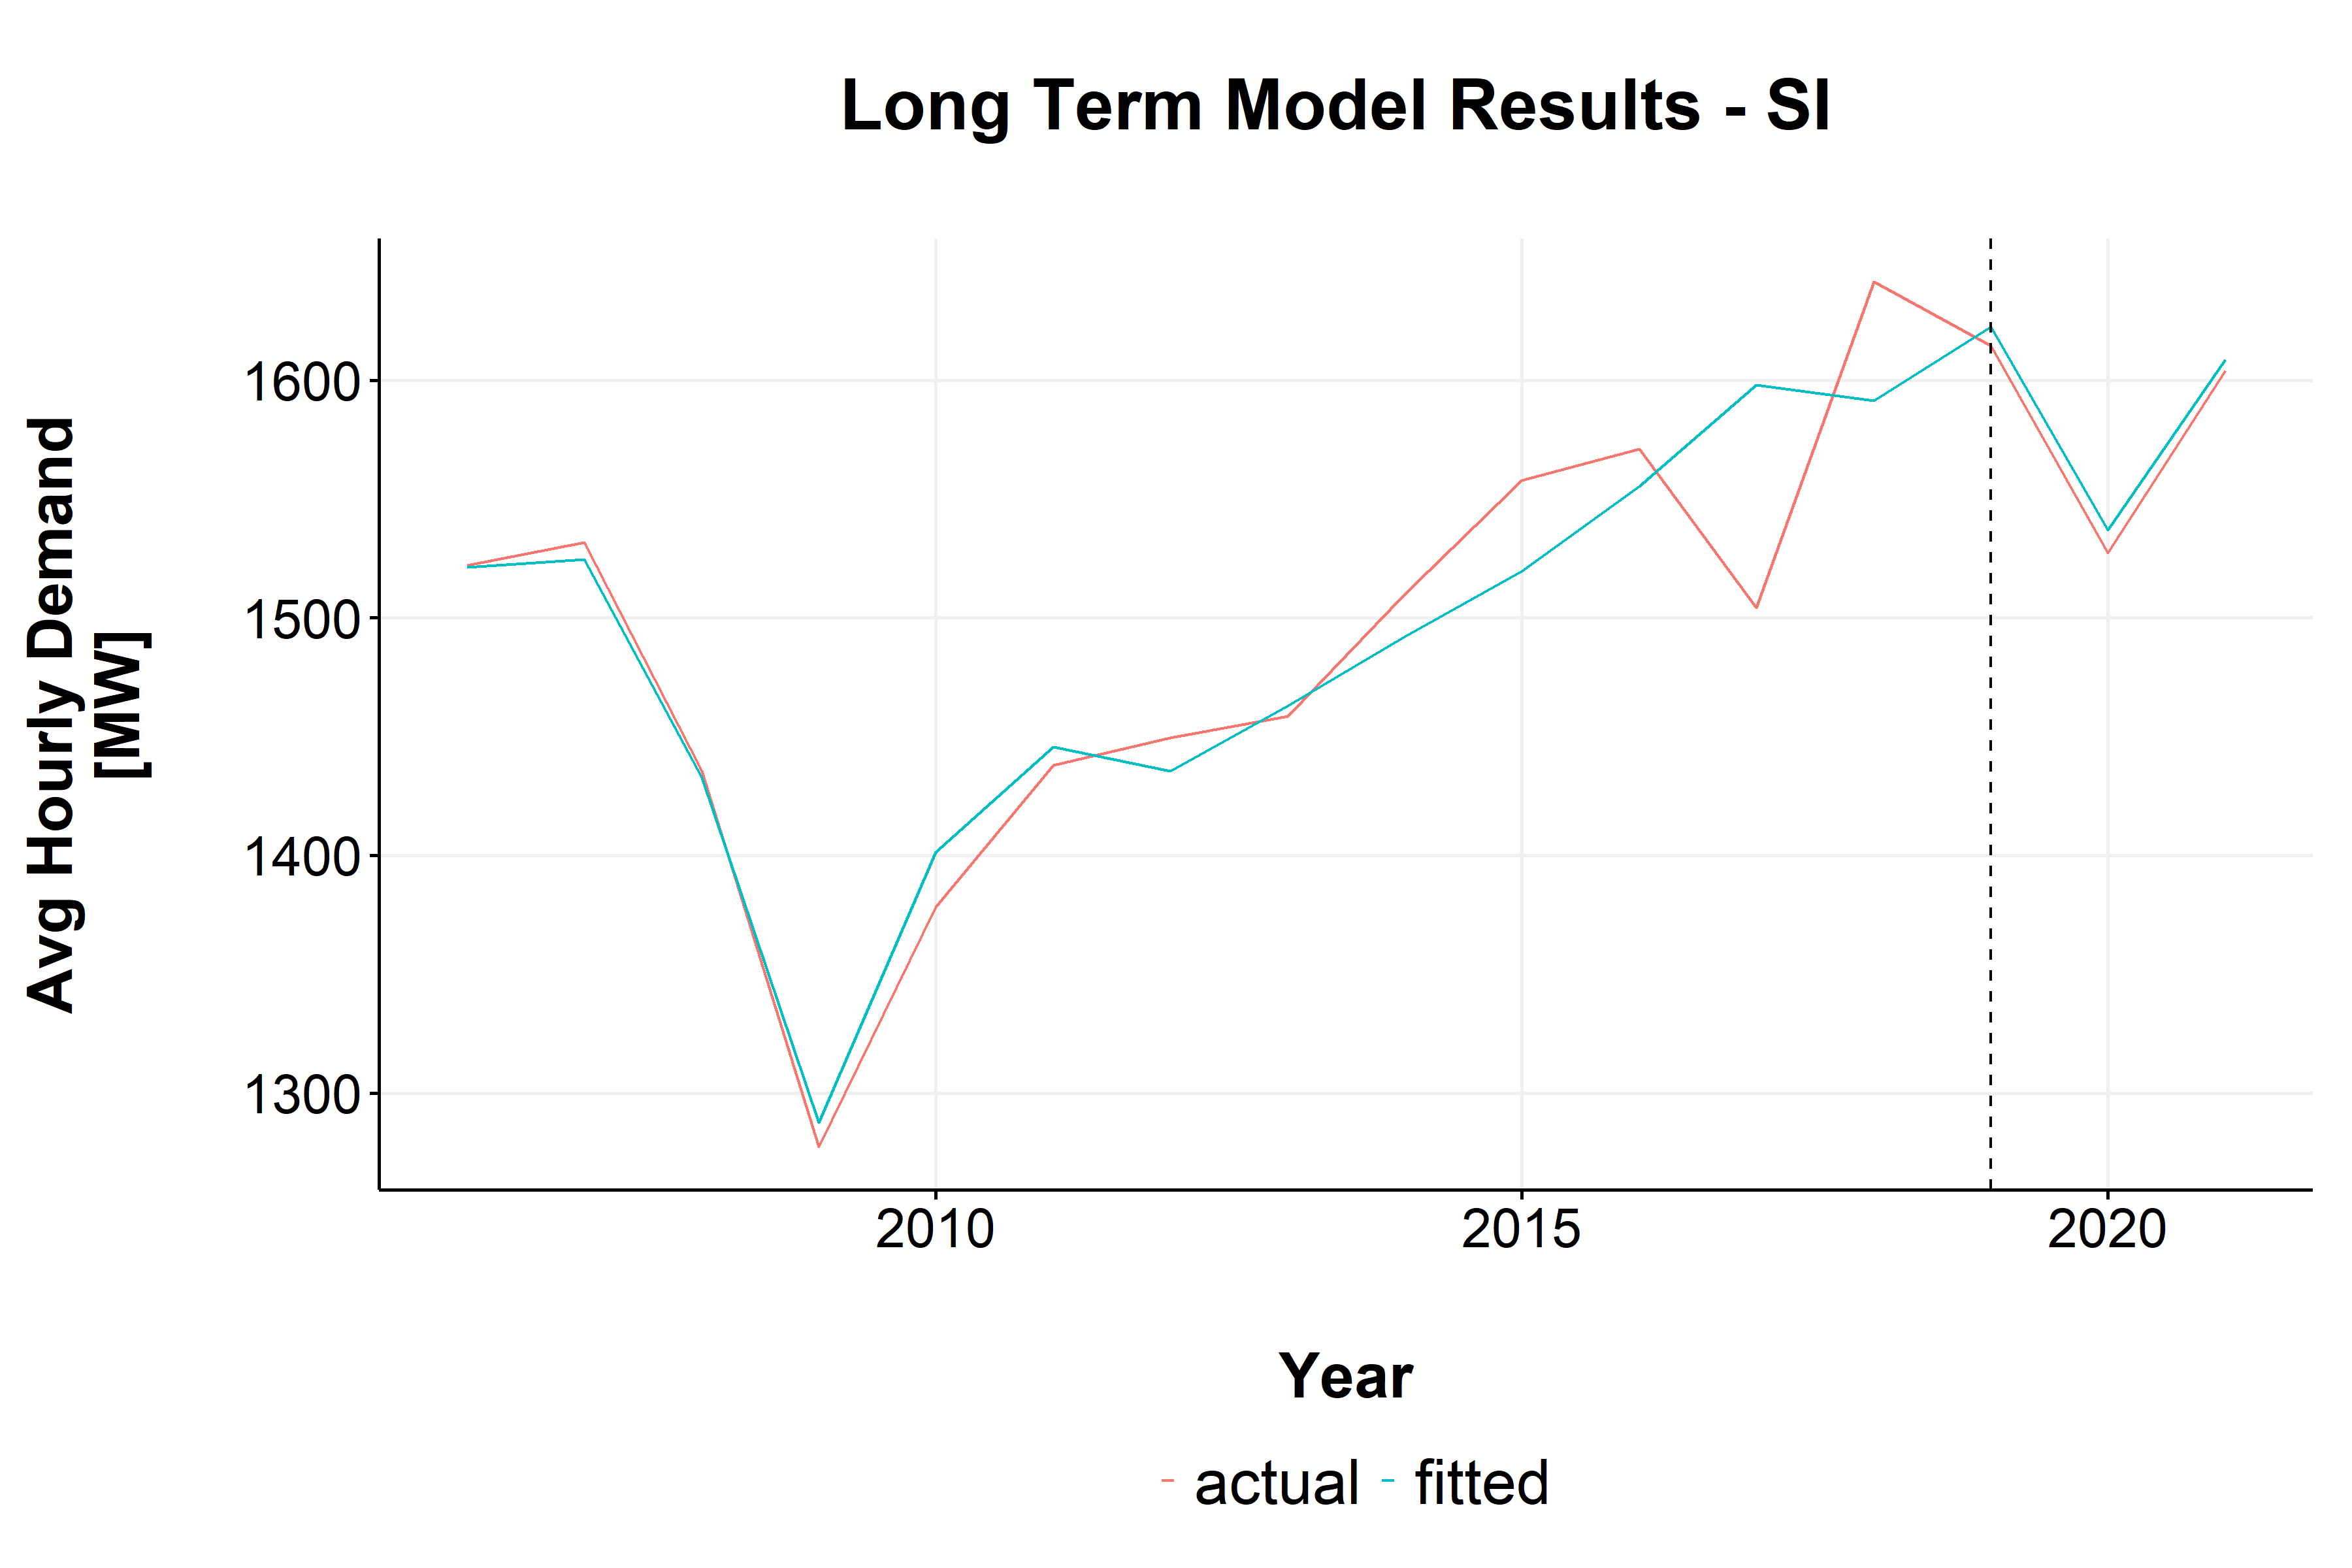 Long Term Model Results - SI
Avg Hourly Demand
[MW]
1600
1500
1400
1300
2010 2015 2020
Year
actual fitted